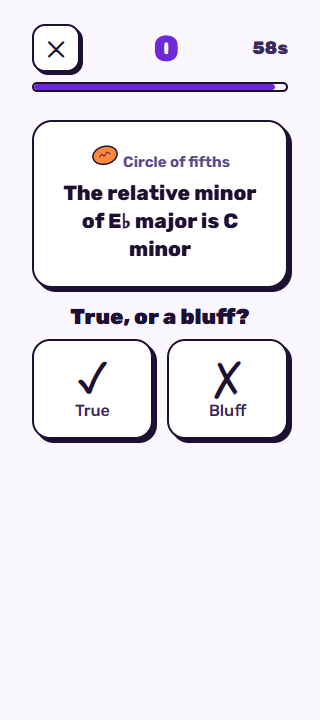 0
58s
Circle of fifths
The relative minor
of E♭ major is C
minor
True, or a bluff?
True
Bluff